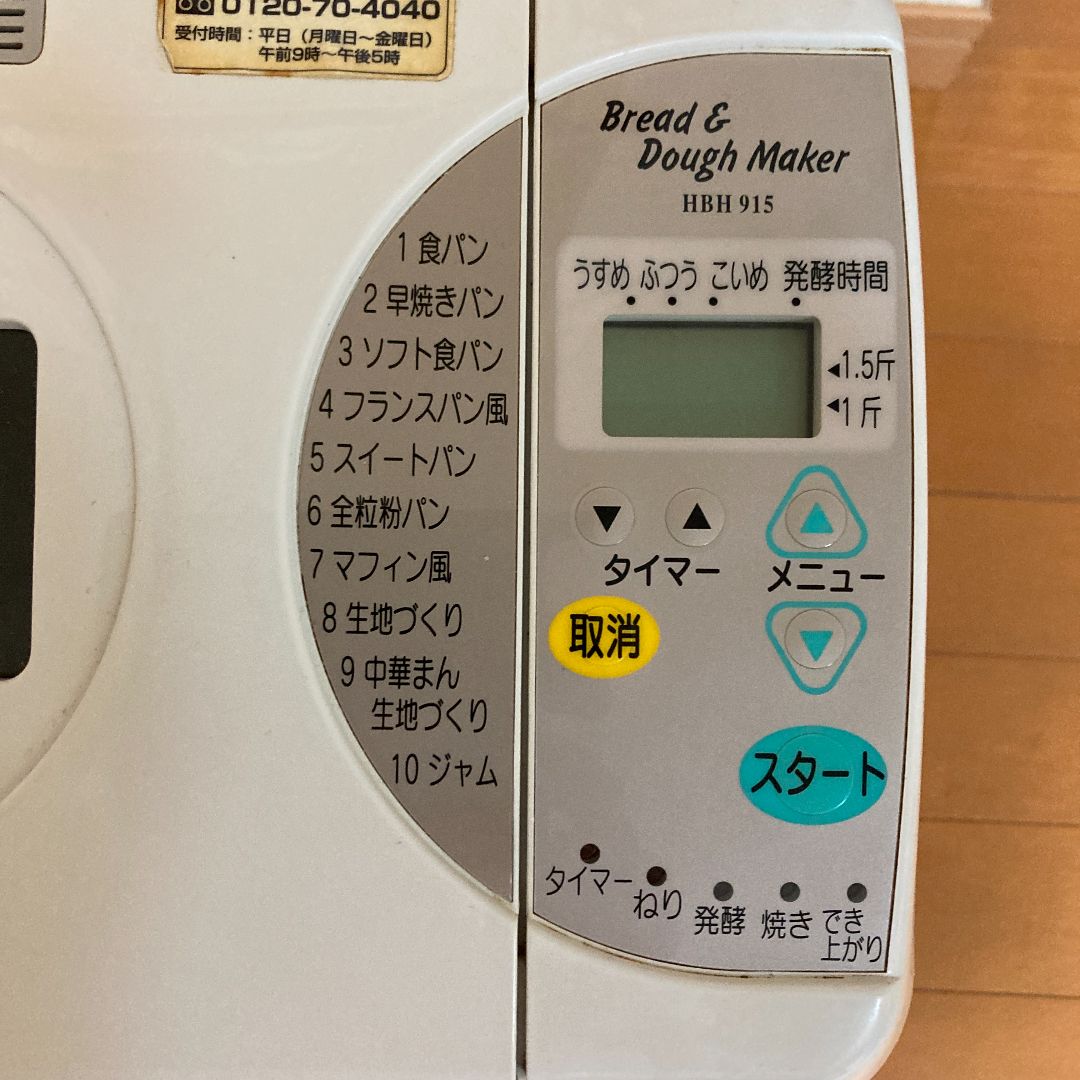 0120-70-4040
受付時間：平日（月曜日〜金曜日）
午前9時〜午後5時
Bread &
Dough Maker
HBH 915
うすめ ふつう こいめ 発酵時間
◀1.5斤
◀1斤
1 食パン
2 早焼きパン
3 ソフト食パン
4 フランスパン風
5 スイートパン
6 全粒粉パン
7 マフィン風
8 生地づくり
9 中華まん
生地づくり
10 ジャム
▼ ▲ ▲
タイマー メニュー
取消 ▼
スタート
タイマー ねり 発酵 焼き でき
上がり